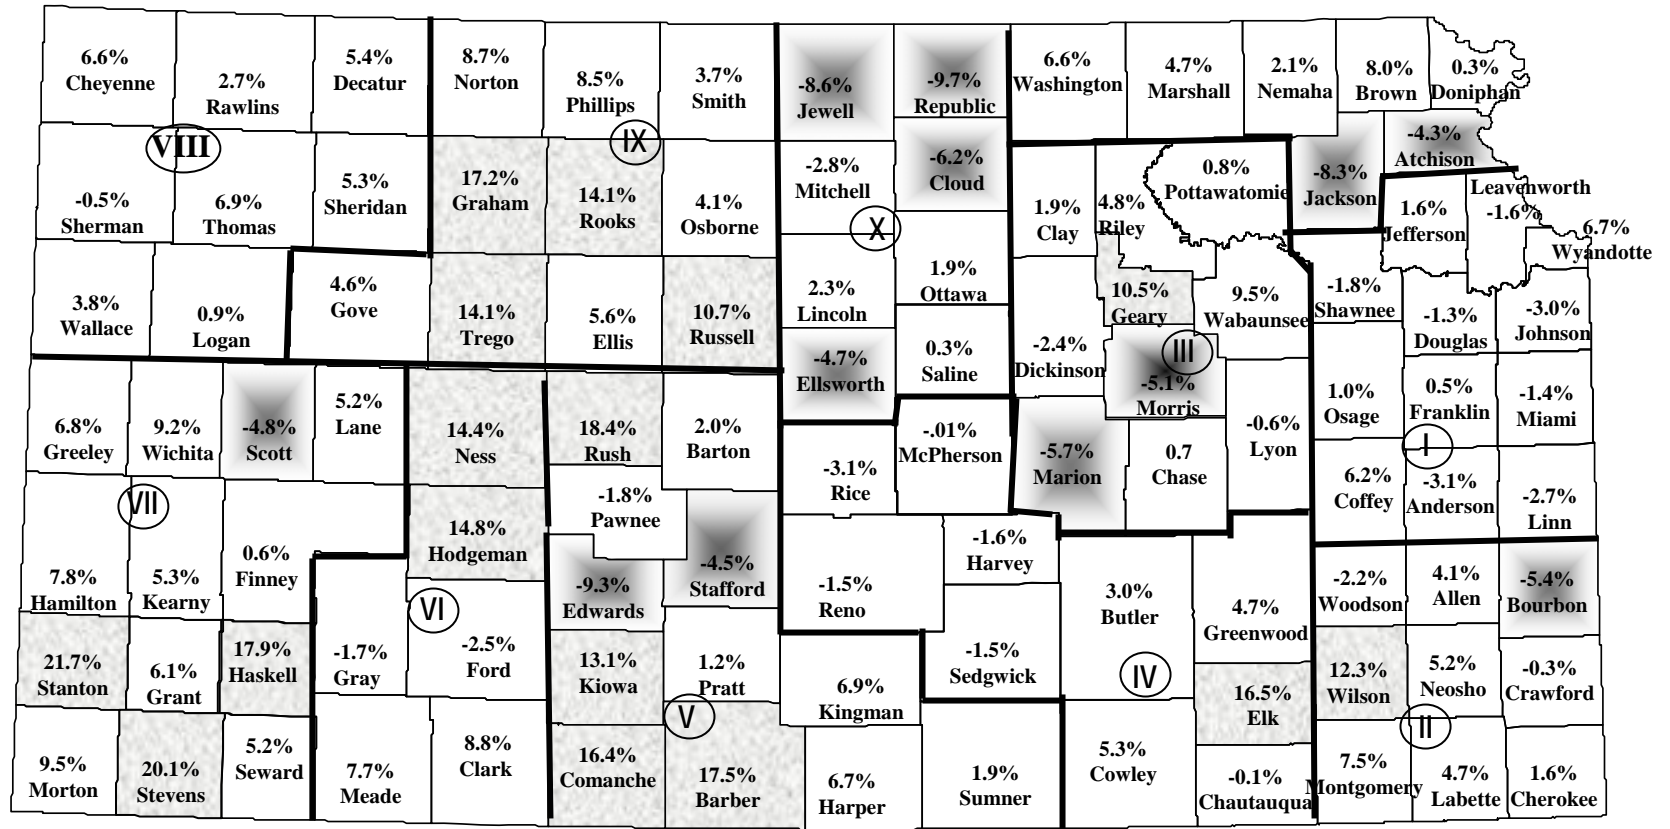 6.6%
Cheyenne
2.7%
Rawlins
5.4%
Decatur
8.7%
Norton
8.5%
Phillips
3.7%
Smith
-8.6%
Jewell
-9.7%
Republic
6.6%
Washington
4.7%
Marshall
2.1%
Nemaha
8.0%
Brown
0.3%
Doniphan
VIII
IX
-4.3%
Atchison
-0.5%
Sherman
6.9%
Thomas
5.3%
Sheridan
17.2%
Graham
14.1%
Rooks
4.1%
Osborne
-2.8%
Mitchell
-6.2%
Cloud
X
1.9%
Clay
4.8%
Riley
0.8%
Pottawatomie
-8.3%
Jackson
1.6%
Jefferson
Leavenworth
-1.6%
6.7%
Wyandotte
3.8%
Wallace
0.9%
Logan
4.6%
Gove
14.1%
Trego
5.6%
Ellis
10.7%
Russell
2.3%
Lincoln
1.9%
Ottawa
10.5%
Geary
9.5%
Wabaunsee
-1.8%
Shawnee
-1.3%
Douglas
-3.0%
Johnson
-4.7%
Ellsworth
0.3%
Saline
-2.4%
Dickinson
III
-5.1%
Morris
6.8%
Greeley
9.2%
Wichita
-4.8%
Scott
5.2%
Lane
14.4%
Ness
18.4%
Rush
2.0%
Barton
-3.1%
Rice
-.01%
McPherson
-5.7%
Marion
0.7
Chase
-0.6%
Lyon
1.0%
Osage
0.5%
Franklin
-1.4%
Miami
I
6.2%
Coffey
-3.1%
Anderson
-2.7%
Linn
VII
7.8%
Hamilton
5.3%
Kearny
0.6%
Finney
14.8%
Hodgeman
-1.8%
Pawnee
-9.3%
Edwards
-4.5%
Stafford
-1.5%
Reno
-1.6%
Harvey
3.0%
Butler
4.7%
Greenwood
-2.2%
Woodson
4.1%
Allen
-5.4%
Bourbon
VI
21.7%
Stanton
6.1%
Grant
17.9%
Haskell
-1.7%
Gray
-2.5%
Ford
13.1%
Kiowa
1.2%
Pratt
6.9%
Kingman
-1.5%
Sedgwick
IV
16.5%
Elk
12.3%
Wilson
5.2%
Neosho
-0.3%
Crawford
V
II
9.5%
Morton
20.1%
Stevens
5.2%
Seward
7.7%
Meade
8.8%
Clark
16.4%
Comanche
17.5%
Barber
6.7%
Harper
1.9%
Sumner
5.3%
Cowley
-0.1%
Chautauqua
7.5%
Montgomery
4.7%
Labette
1.6%
Cherokee